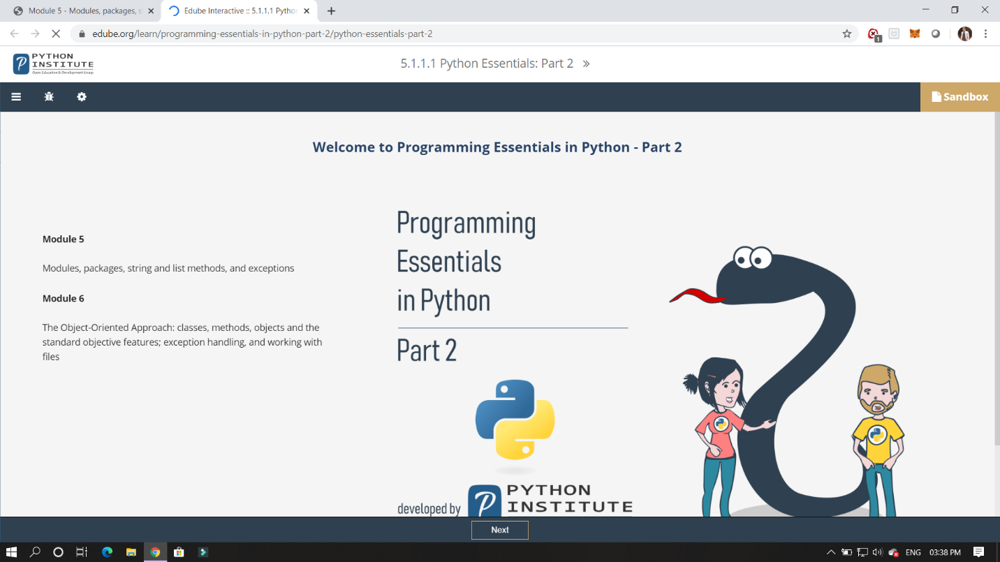 Module 5 - Modules, packages, s
Edube Interactive :: 5.1.1.1 Pytho
edube.org/learn/programming-essentials-in-python-part-2/python-essentials-part-2
1
PYTHON
INSTITUTE
Open Education & Development Group
5.1.1.1 Python Essentials: Part 2 »
Sandbox
Welcome to Programming Essentials in Python - Part 2
Module 5
Modules, packages, string and list methods, and exceptions
Module 6
The Object-Oriented Approach: classes, methods, objects and the
standard objective features; exception handling, and working with
files
Programming
Essentials
in Python
Part 2
developed by
PYTHON
INSTITUTE
Next
ENG
03:38 PM